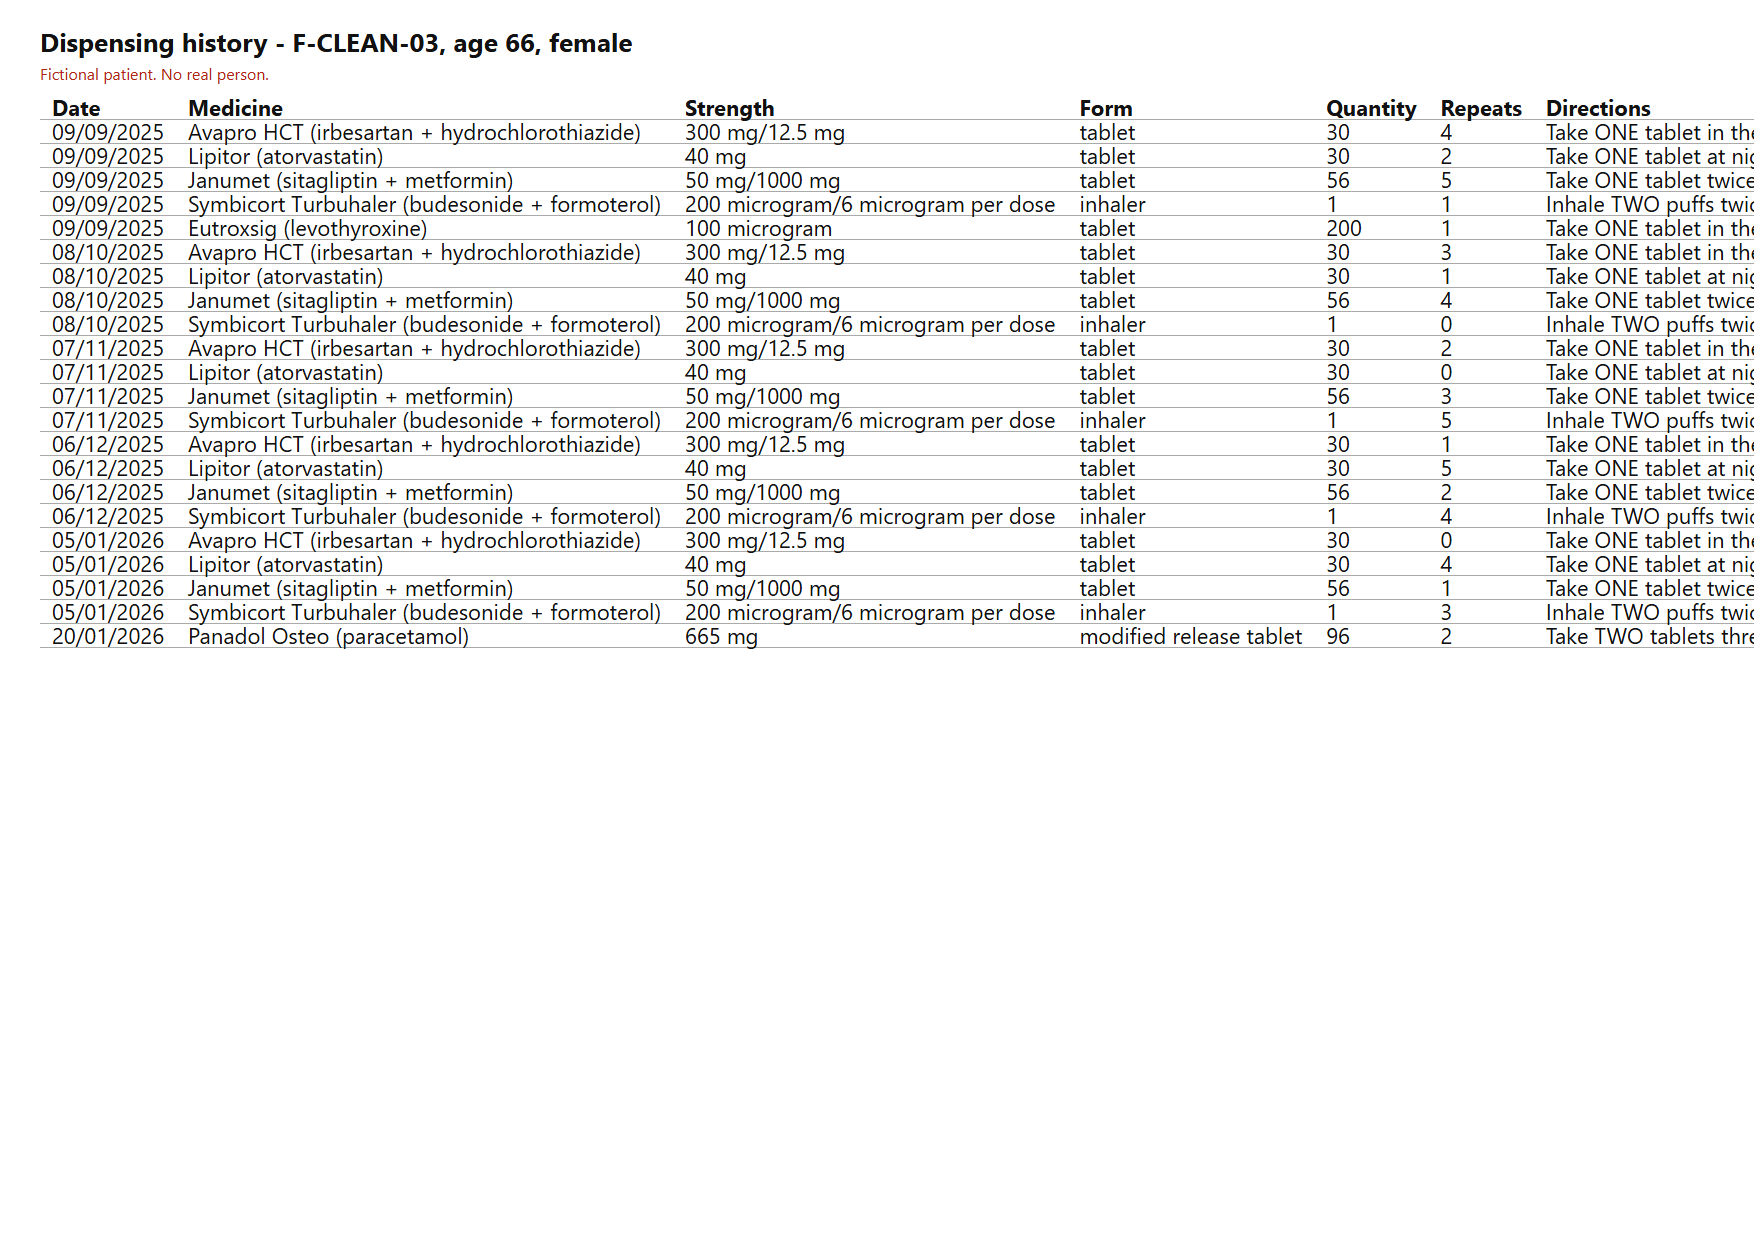 Dispensing history - F-CLEAN-03, age 66, female
Fictional patient. No real person.
Date Medicine Strength Form Quantity Repeats Directions
09/09/2025 Avapro HCT (irbesartan + hydrochlorothiazide) 300 mg/12.5 mg tablet 30 4 Take ONE tablet in
09/09/2025 Lipitor (atorvastatin) 40 mg tablet 30 2 Take ONE tablet at
09/09/2025 Janumet (sitagliptin + metformin) 50 mg/1000 mg tablet 56 5 Take ONE tablet twice
09/09/2025 Symbicort Turbuhaler (budesonide + formoterol) 200 microgram/6 microgram per dose inhaler 1 1 Inhale TWO puffs
09/09/2025 Eutroxsig (levothyroxine) 100 microgram tablet 200 1 Take ONE tablet in
08/10/2025 Avapro HCT (irbesartan + hydrochlorothiazide) 300 mg/12.5 mg tablet 30 3 Take ONE tablet in
08/10/2025 Lipitor (atorvastatin) 40 mg tablet 30 1 Take ONE tablet at
08/10/2025 Janumet (sitagliptin + metformin) 50 mg/1000 mg tablet 56 4 Take ONE tablet twice
08/10/2025 Symbicort Turbuhaler (budesonide + formoterol) 200 microgram/6 microgram per dose inhaler 1 0 Inhale TWO puffs
07/11/2025 Avapro HCT (irbesartan + hydrochlorothiazide) 300 mg/12.5 mg tablet 30 2 Take ONE tablet in
07/11/2025 Lipitor (atorvastatin) 40 mg tablet 30 0 Take ONE tablet at
07/11/2025 Janumet (sitagliptin + metformin) 50 mg/1000 mg tablet 56 3 Take ONE tablet twice
07/11/2025 Symbicort Turbuhaler (budesonide + formoterol) 200 microgram/6 microgram per dose inhaler 1 5 Inhale TWO puffs
06/12/2025 Avapro HCT (irbesartan + hydrochlorothiazide) 300 mg/12.5 mg tablet 30 1 Take ONE tablet in
06/12/2025 Lipitor (atorvastatin) 40 mg tablet 30 5 Take ONE tablet at
06/12/2025 Janumet (sitagliptin + metformin) 50 mg/1000 mg tablet 56 2 Take ONE tablet twice
06/12/2025 Symbicort Turbuhaler (budesonide + formoterol) 200 microgram/6 microgram per dose inhaler 1 4 Inhale TWO puffs
05/01/2026 Avapro HCT (irbesartan + hydrochlorothiazide) 300 mg/12.5 mg tablet 30 0 Take ONE tablet in
05/01/2026 Lipitor (atorvastatin) 40 mg tablet 30 4 Take ONE tablet at
05/01/2026 Janumet (sitagliptin + metformin) 50 mg/1000 mg tablet 56 1 Take ONE tablet twice
05/01/2026 Symbicort Turbuhaler (budesonide + formoterol) 200 microgram/6 microgram per dose inhaler 1 3 Inhale TWO puffs
20/01/2026 Panadol Osteo (paracetamol) 665 mg modified release tablet 96 2 Take TWO tablets